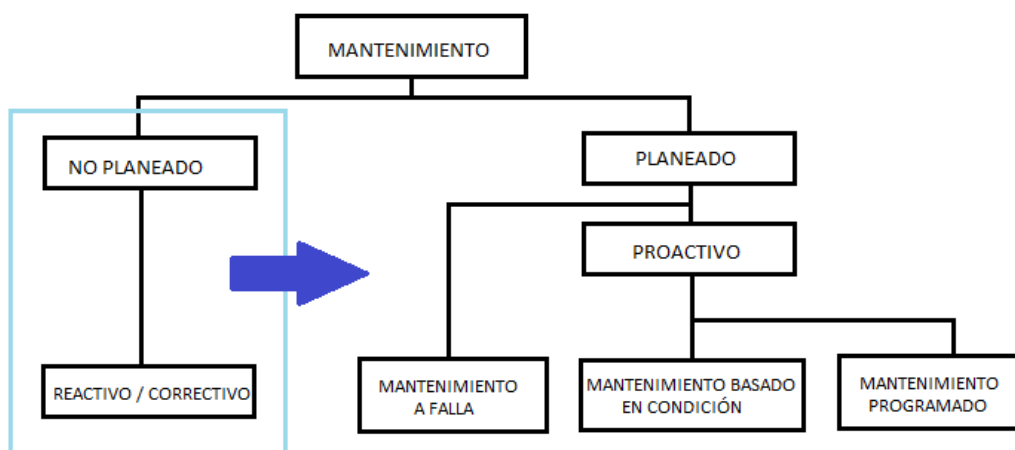 MANTENIMIENTO
NO PLANEADO
PLANEADO
PROACTIVO
REACTIVO / CORRECTIVO
MANTENIMIENTO
A FALLA
MANTENIMIENTO BASADO
EN CONDICIÓN
MANTENIMIENTO
PROGRAMADO